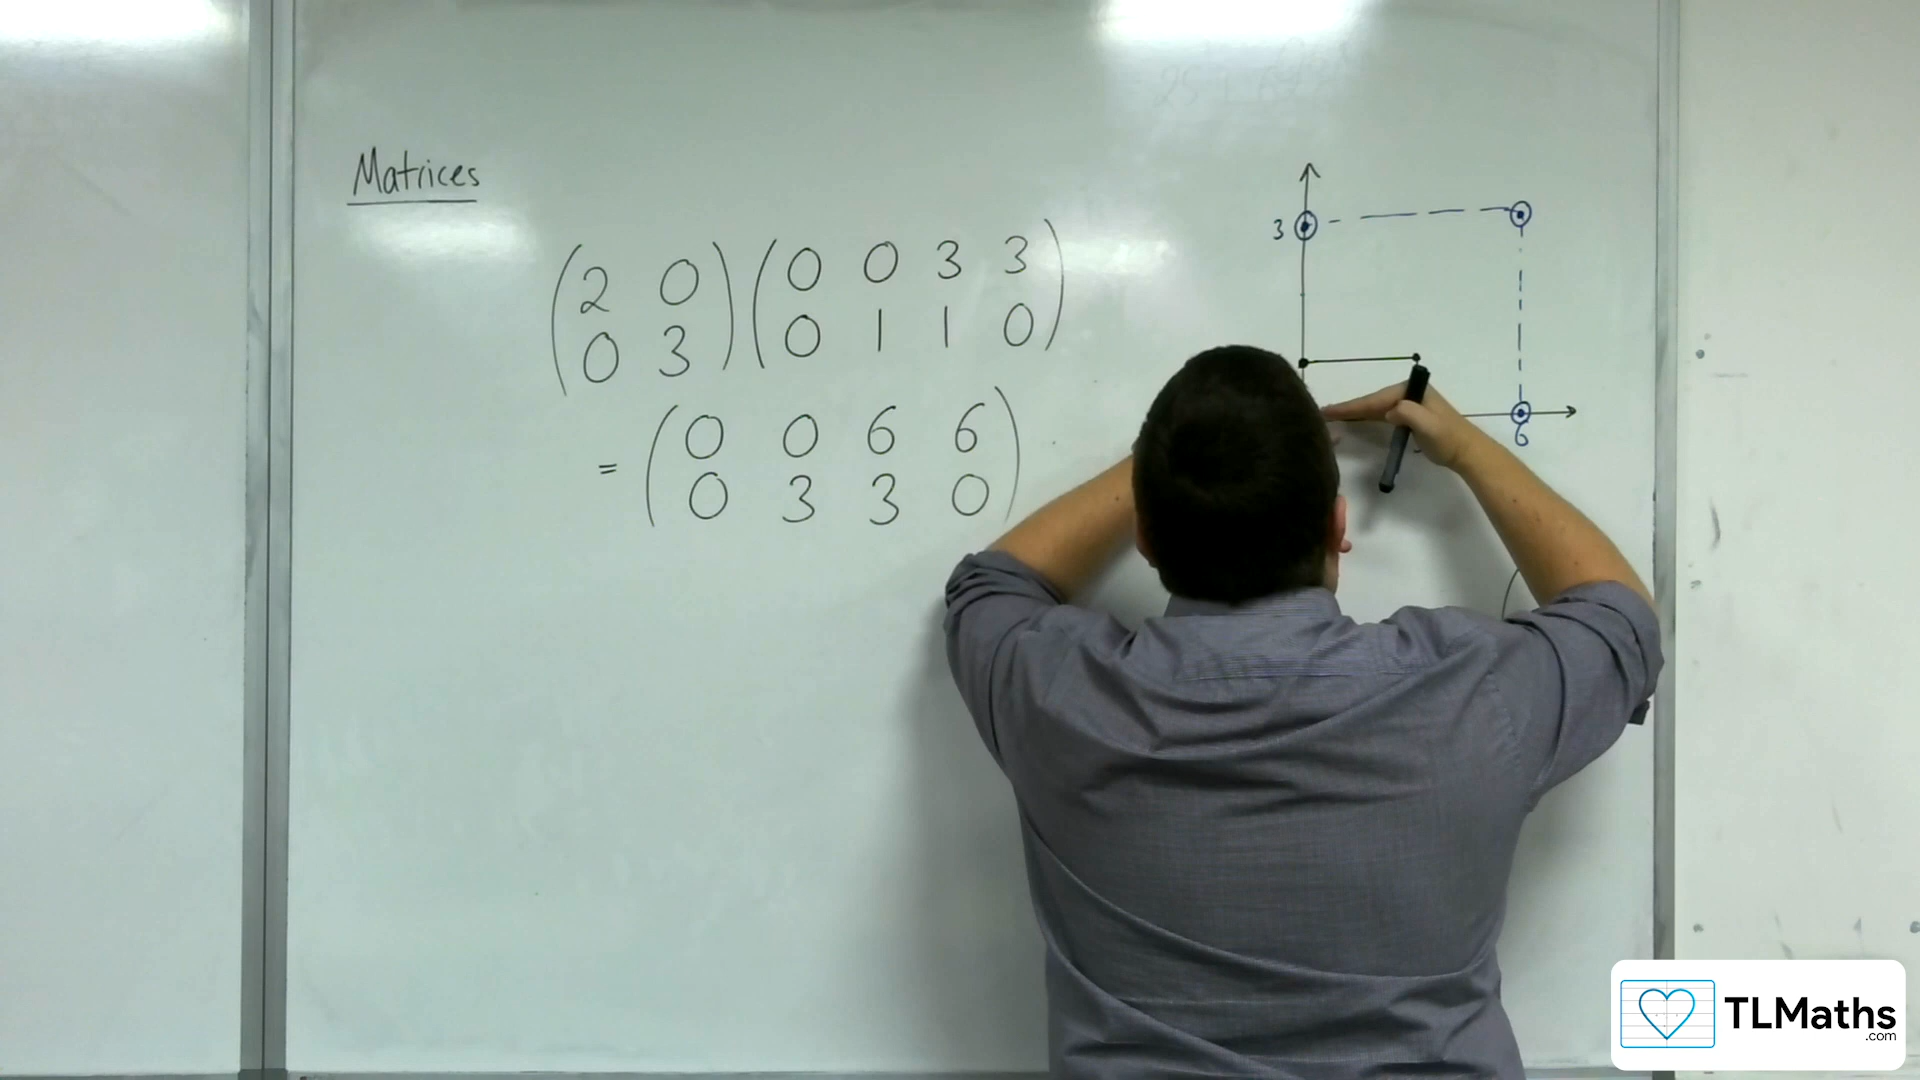 Matrices
(2 0) (0 0 3 3)
(0 3) (0 1 1 0)
= (0 0 6 6)
(0 3 3 0)
3
6
TLMaths
.com